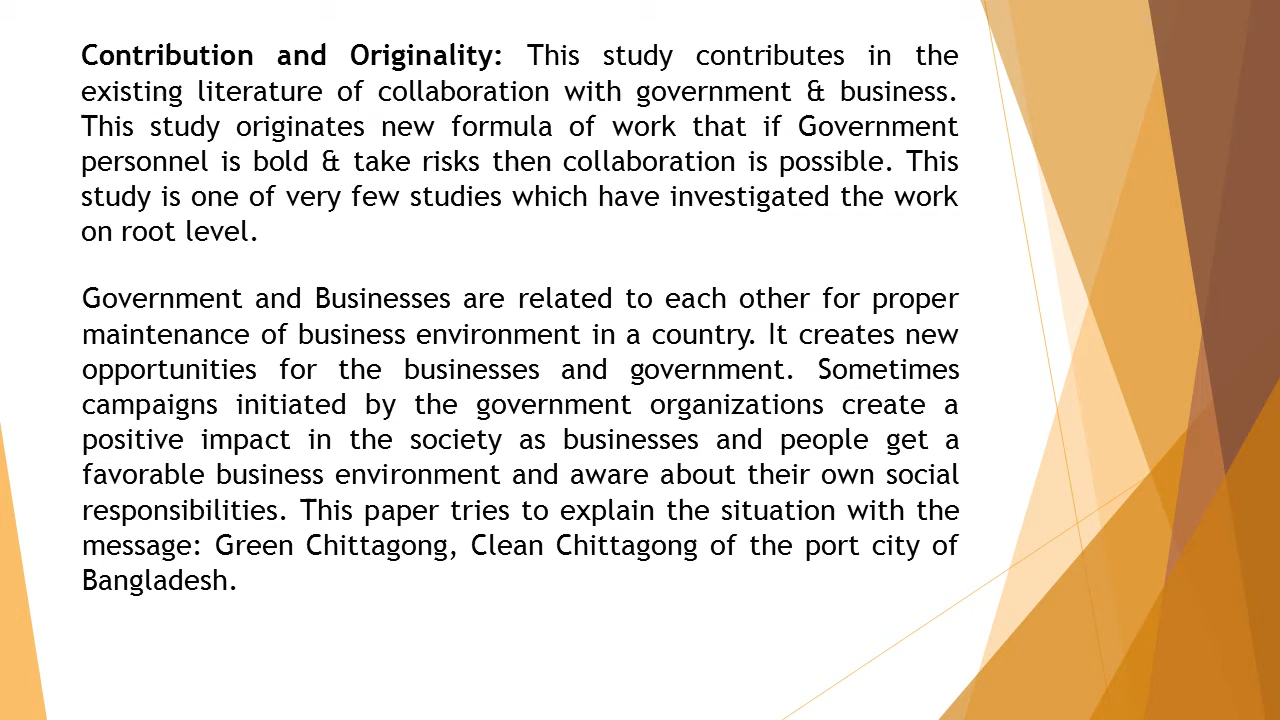 Contribution and Originality: This study contributes in the
existing literature of collaboration with government & business.
This study originates new formula of work that if Government
personnel is bold & take risks then collaboration is possible. This
study is one of very few studies which have investigated the work
on root level.
Government and Businesses are related to each other for proper
maintenance of business environment in a country. It creates new
opportunities for the businesses and government. Sometimes
campaigns initiated by the government organizations create a
positive impact in the society as businesses and people get a
favorable business environment and aware about their own social
responsibilities. This paper tries to explain the situation with the
message: Green Chittagong, Clean Chittagong of the port city of
Bangladesh.